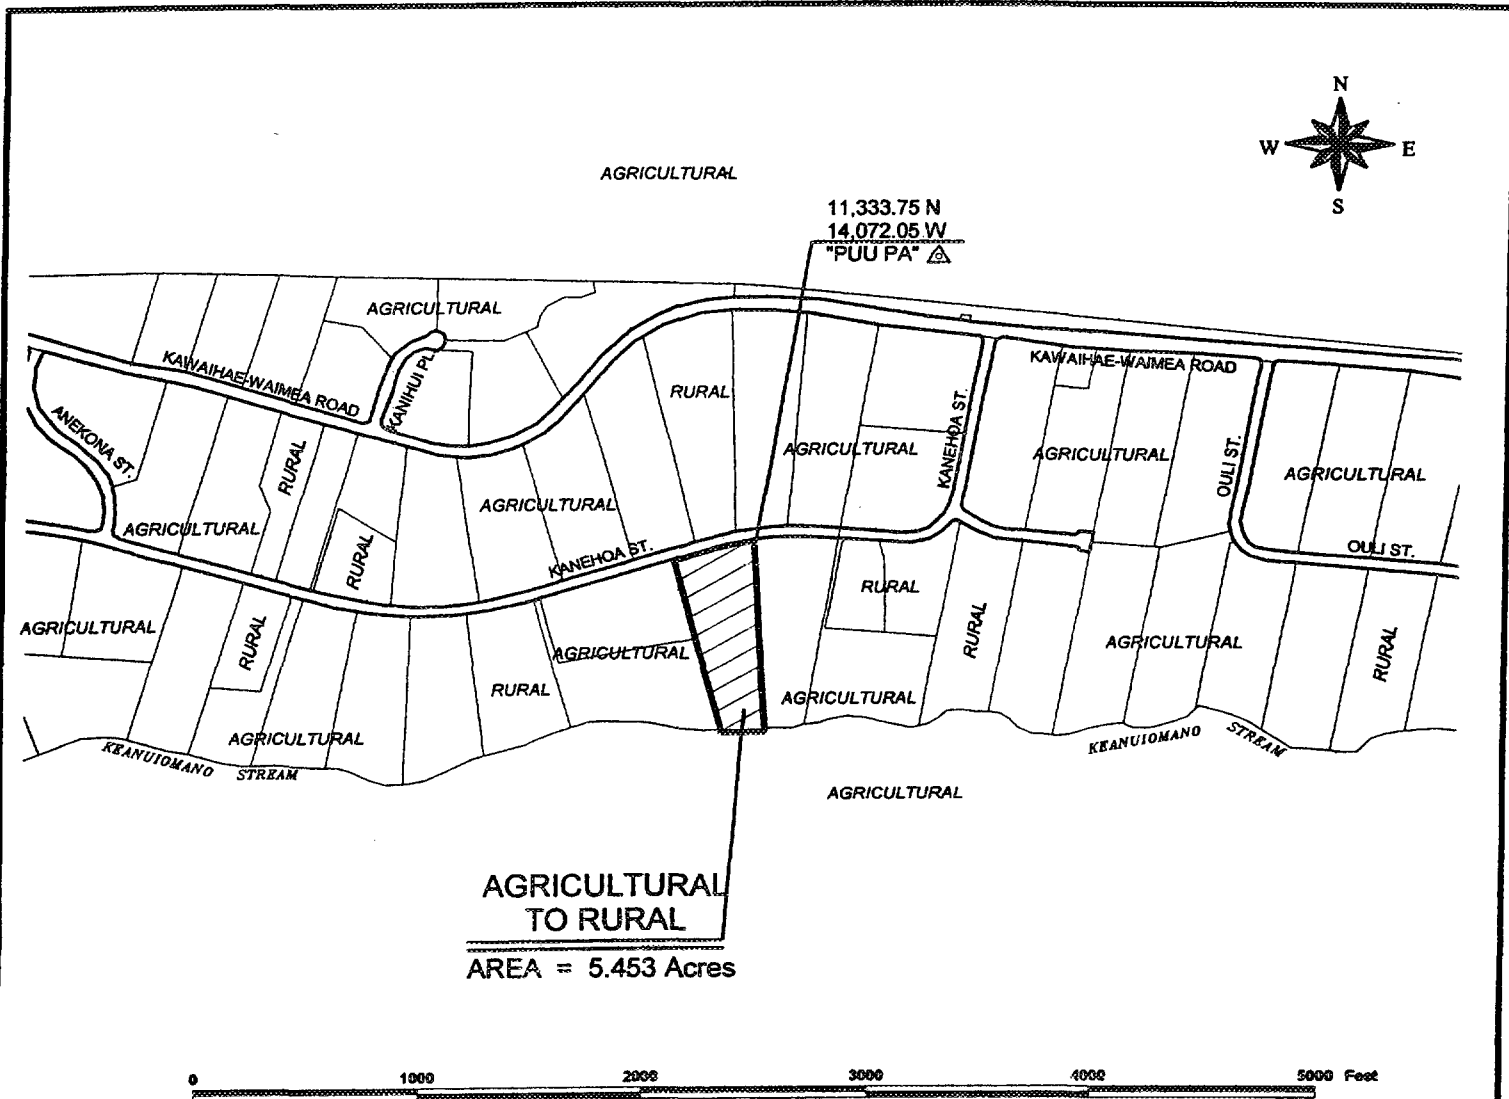 N
W E
S
AGRICULTURAL
11,333.75 N
14,072.05 W
"PUU PA"
AGRICULTURAL
KAWAIHAE-WAIMEA ROAD
KANIHUI PL.
KAWAIHAE-WAIMEA ROAD
RURAL
ANEKONA ST.
RURAL
AGRICULTURAL
KANEHOA ST.
AGRICULTURAL
OULI ST.
AGRICULTURAL
AGRICULTURAL
AGRICULTURAL
RURAL
KANEHOA ST.
OULI ST.
RURAL
AGRICULTURAL
RURAL
AGRICULTURAL
RURAL
AGRICULTURAL
RURAL
RURAL
AGRICULTURAL
AGRICULTURAL
KEANUIOMANO STREAM
KEANUIOMANO STREAM
AGRICULTURAL
AGRICULTURAL
TO RURAL
AREA = 5.453 Acres
0 1000 2000 3000 4000 5000 Feet